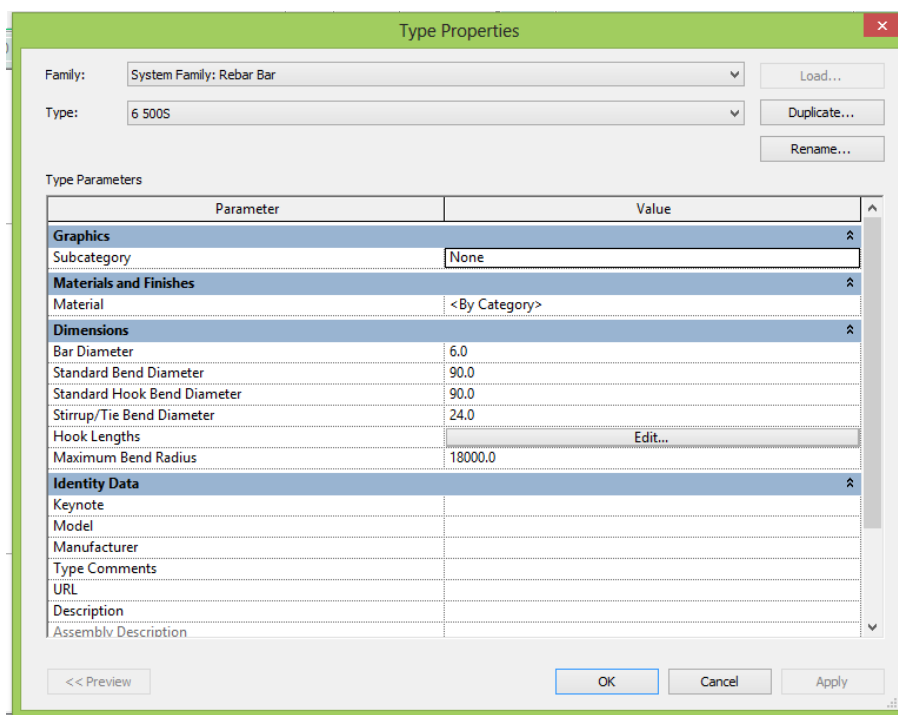 Type Properties
Family: System Family: Rebar Bar Load...
Type: 6 500S Duplicate...
Rename...
Type Parameters
Parameter Value
Graphics
Subcategory None
Materials and Finishes
Material <By Category>
Dimensions
Bar Diameter 6.0
Standard Bend Diameter 90.0
Standard Hook Bend Diameter 90.0
Stirrup/Tie Bend Diameter 24.0
Hook Lengths Edit...
Maximum Bend Radius 18000.0
Identity Data
Keynote
Model
Manufacturer
Type Comments
URL
Description
Assembly Description
<< Preview OK Cancel Apply